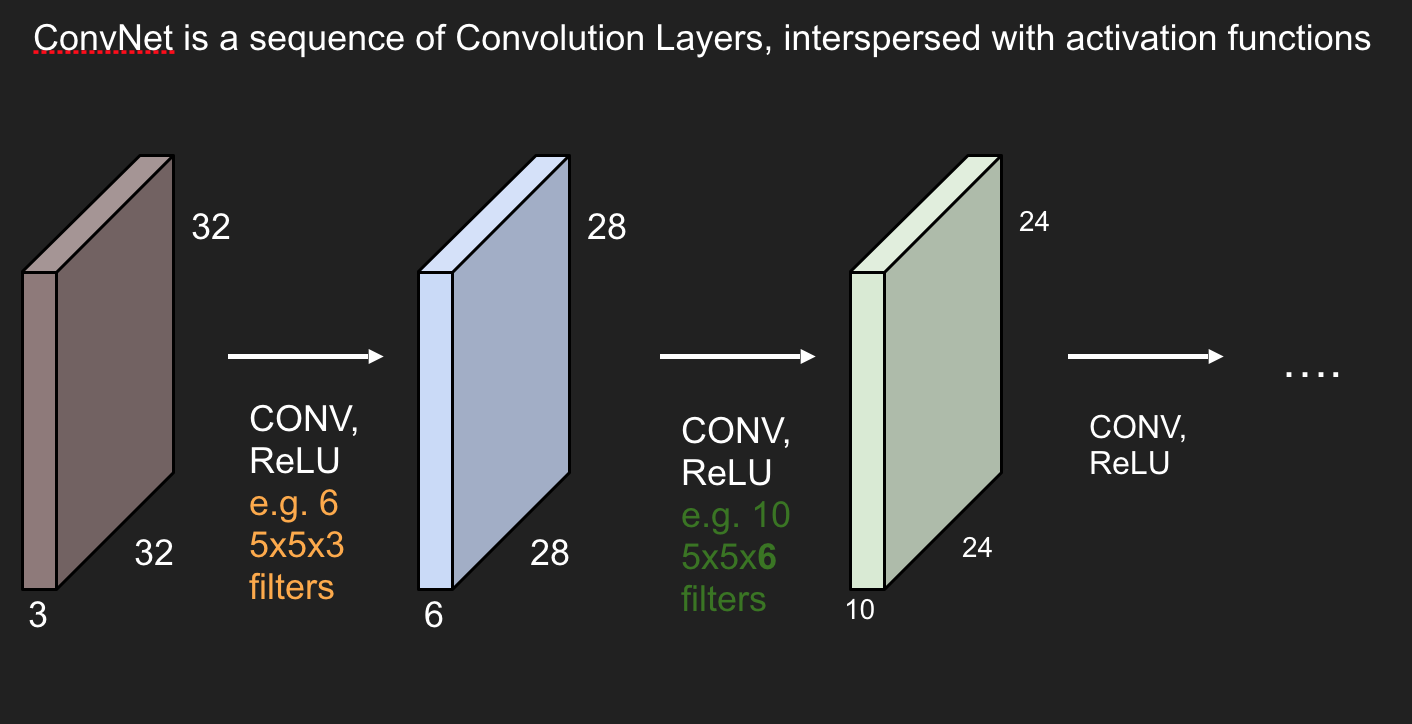 ConvNet is a sequence of Convolution Layers, interspersed with activation functions
32
32
3
CONV,
ReLU
e.g. 6
5x5x3
filters
28
28
6
CONV,
ReLU
e.g. 10
5x5x6
filters
24
24
10
CONV,
ReLU
....